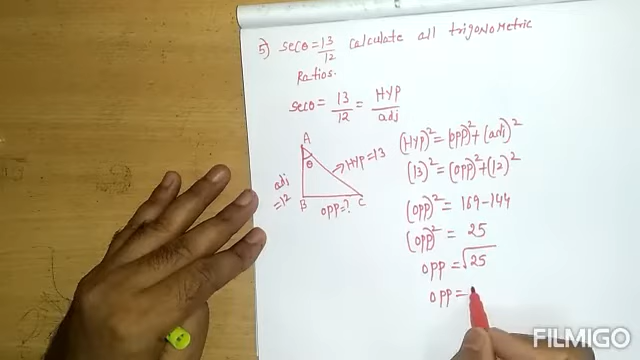 5) secθ = 13/12 calculate all trigonometric
Ratios.
secθ = 13/12 = HYP/adj
A
θ
HYP=13
adj
=12
B
C
opp=?
(HYP)² = (opp)² + (adj)²
(13)² = (opp)² + (12)²
(opp)² = 169-144
(opp)² = 25
opp = √25
opp =
FILMIGO